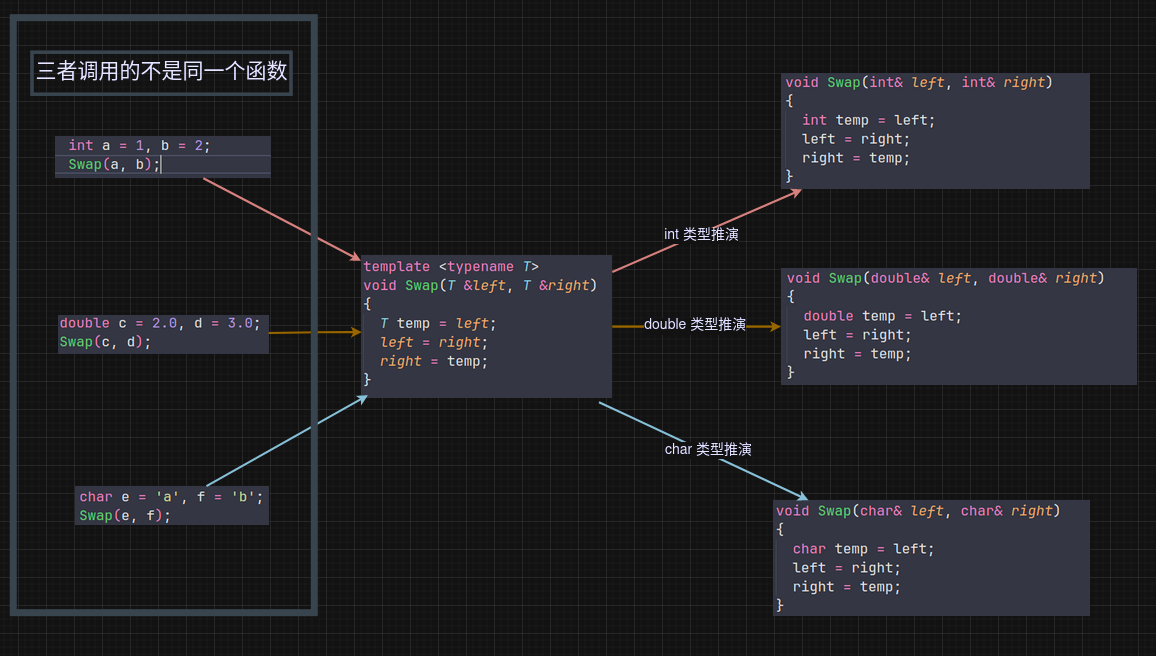 三者调用的不是同一个函数
int a = 1, b = 2;
Swap(a, b);
double c = 2.0, d = 3.0;
Swap(c, d);
char e = 'a', f = 'b';
Swap(e, f);
template <typename T>
void Swap(T &left, T &right)
{
T temp = left;
left = right;
right = temp;
}
int 类型推演
double 类型推演
char 类型推演
void Swap(int& left, int& right)
{
int temp = left;
left = right;
right = temp;
}
void Swap(double& left, double& right)
{
double temp = left;
left = right;
right = temp;
}
void Swap(char& left, char& right)
{
char temp = left;
left = right;
right = temp;
}